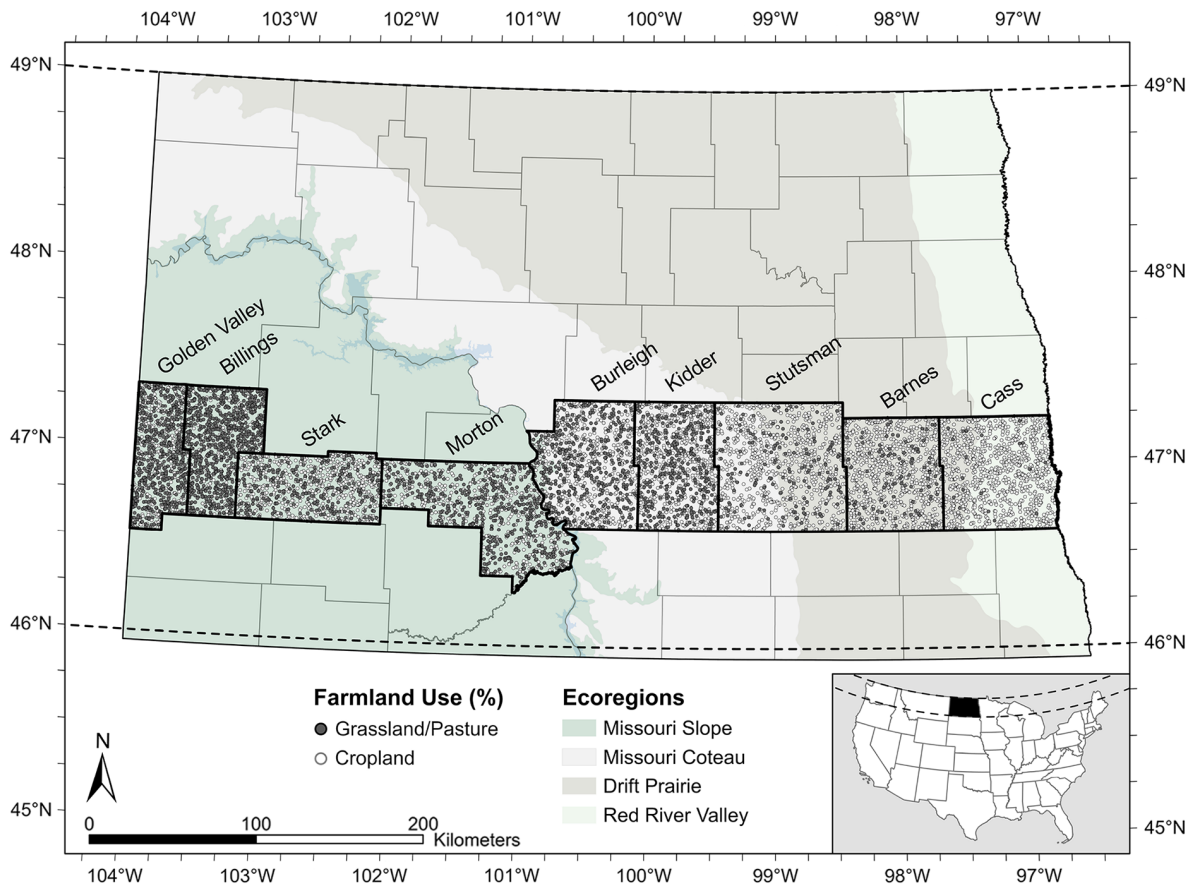 104°W 103°W 102°W 101°W 100°W 99°W 98°W 97°W
49°N 49°N
48°N 48°N
Golden Valley
Billings
Stark
Morton
Burleigh
Kidder
Stutsman
Barnes
Cass
47°N 47°N
46°N 46°N
Farmland Use (%)
Grassland/Pasture
Cropland
Ecoregions
Missouri Slope
Missouri Coteau
Drift Prairie
Red River Valley
N
45°N 45°N
0 100 200
Kilometers
104°W 103°W 102°W 101°W 100°W 99°W 98°W 97°W